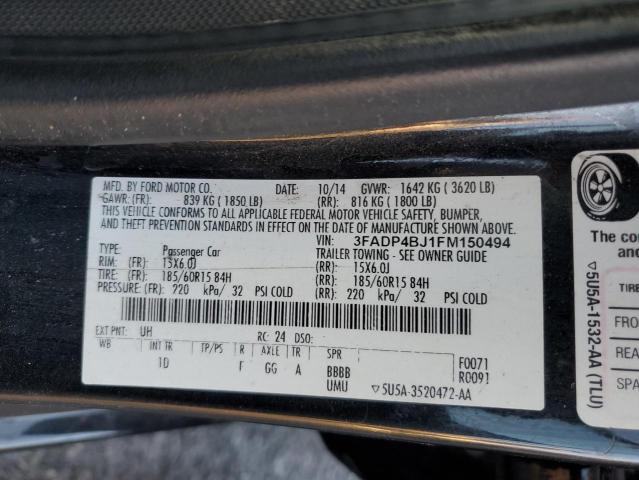 MFD. BY FORD MOTOR CO. DATE: 10/14 GVWR: 1642 KG ( 3620 LB)
GAWR: (FR): 839 KG ( 1850 LB) (RR): 816 KG ( 1800 LB)
THIS VEHICLE CONFORMS TO ALL APPLICABLE FEDERAL MOTOR VEHICLE SAFETY, BUMPER,
AND THEFT PREVENTION STANDARDS IN EFFECT ON THE DATE OF MANUFACTURE SHOWN ABOVE.
VIN: 3FADP4BJ1FM150494
TYPE: Passenger Car TRAILER TOWING - SEE OWNER GUIDE
RIM: (FR): 15X6.0J (RR): 15X6.0J
TIRE: (FR): 185/60R15 84H (RR): 185/60R15 84H
PRESSURE: (FR): 220 kPa/ 32 PSI COLD (RR): 220 kPa/ 32 PSI COLD
EXT PNT: UH RC: 24 DSO:
WB INT TR TP/PS R AXLE TR SPR
1D F GG A BBBB F0071
UMU R0091
▽5U5A-3520472-AA
The co
an
TIRE
FRO
REA
SPA
▽5U5A-1532-AA (TLU)